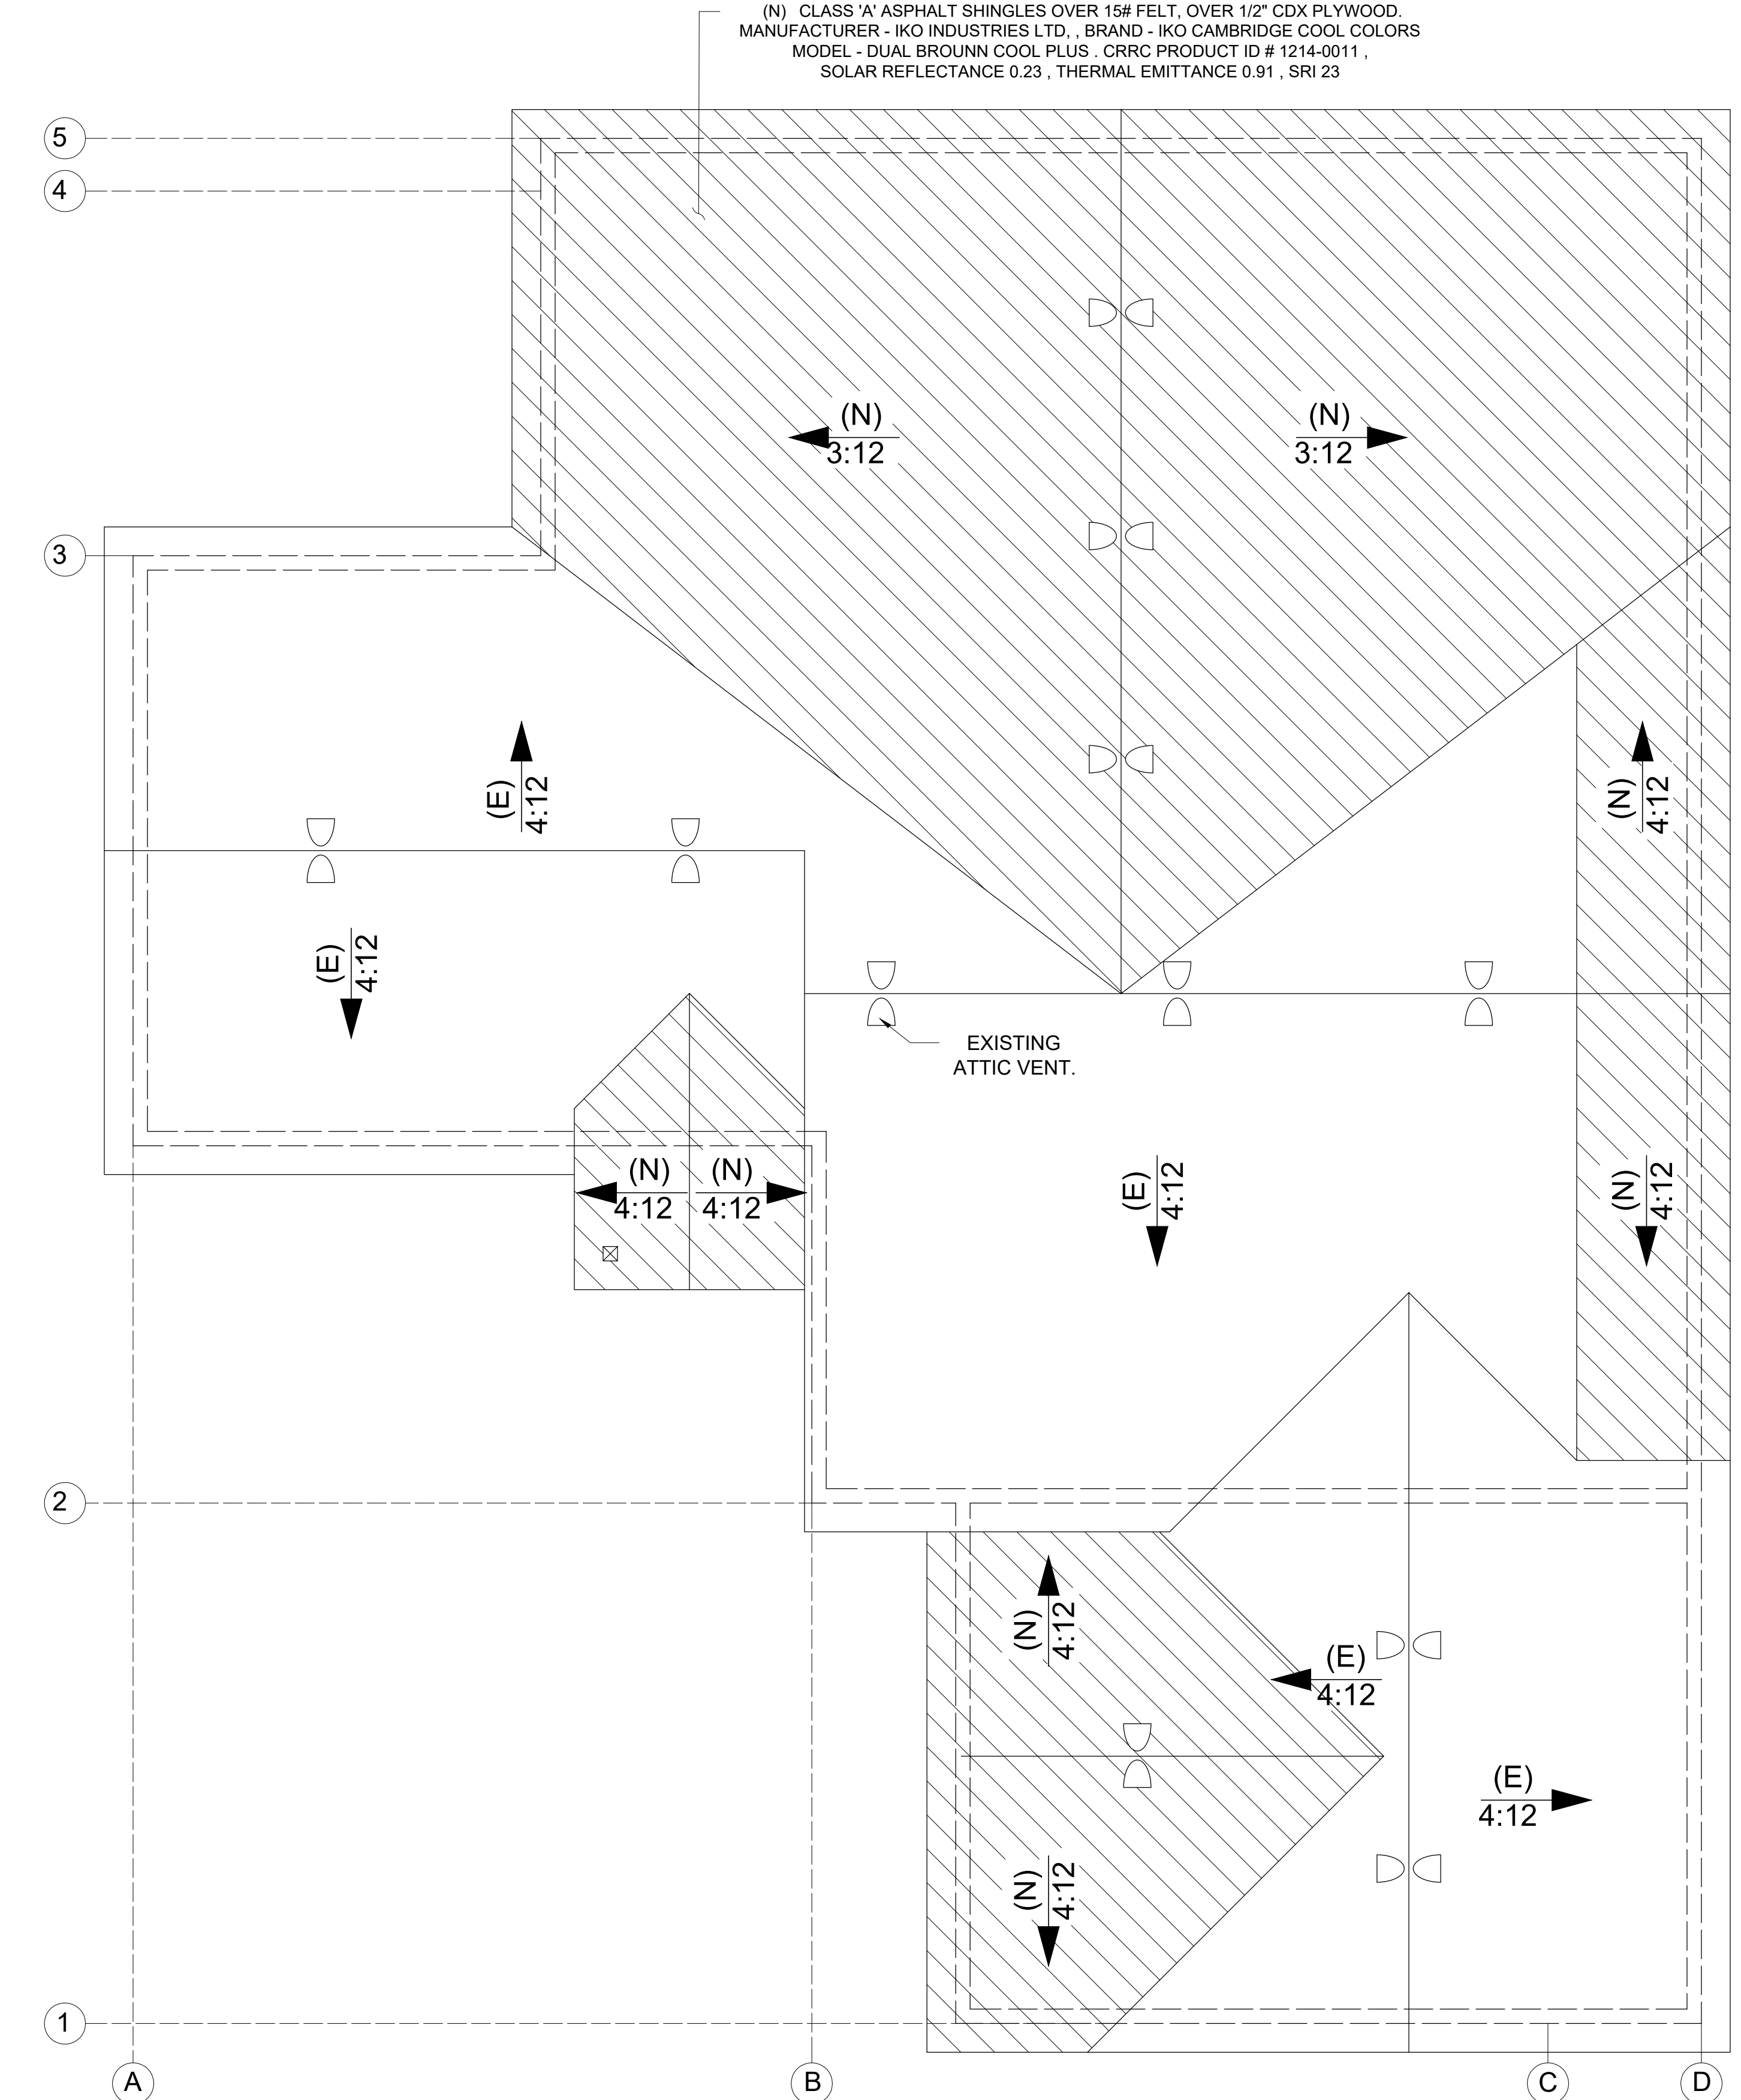 (N) CLASS 'A' ASPHALT SHINGLES OVER 15# FELT, OVER 1/2" CDX PLYWOOD.
MANUFACTURER - IKO INDUSTRIES LTD, , BRAND - IKO CAMBRIDGE COOL COLORS
MODEL - DUAL BROUNN COOL PLUS . CRRC PRODUCT ID # 1214-0011 ,
SOLAR REFLECTANCE 0.23 , THERMAL EMITTANCE 0.91 , SRI 23
5
4
(N)
3:12
(N)
3:12
3
(E)
4:12
(N)
4:12
(E)
4:12
EXISTING
ATTIC VENT.
(N)
4:12
(N)
4:12
(E)
4:12
(N)
4:12
2
(N)
4:12
(E)
4:12
(E)
4:12
(N)
4:12
1
A
B
C
D